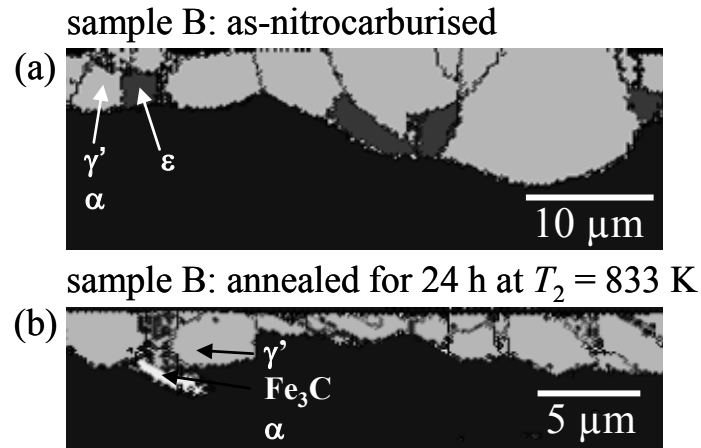 sample B: as-nitrocarburised
(a)
γ' ε
α
10 µm
sample B: annealed for 24 h at T₂ = 833 K
(b)
γ'
Fe₃C
α
5 µm